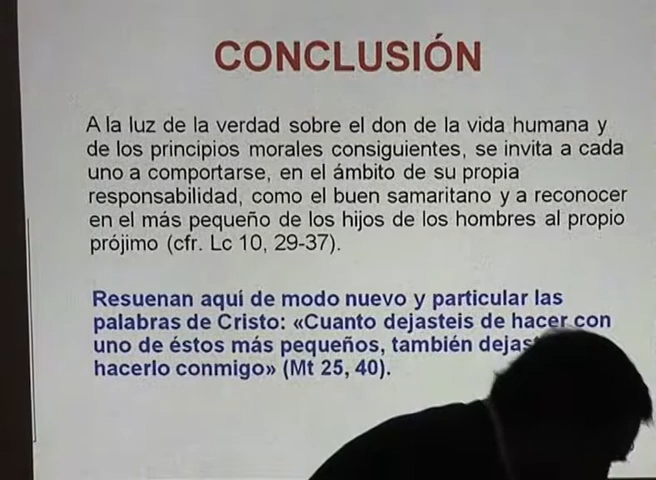 CONCLUSIÓN
A la luz de la verdad sobre el don de la vida humana y
de los principios morales consiguientes, se invita a cada
uno a comportarse, en el ámbito de su propia
responsabilidad, como el buen samaritano y a reconocer
en el más pequeño de los hijos de los hombres al propio
prójimo (cfr. Lc 10, 29-37).
Resuenan aquí de modo nuevo y particular las
palabras de Cristo: «Cuanto dejasteis de hacer con
uno de éstos más pequeños, también
hacerlo conmigo» (Mt 25, 40).